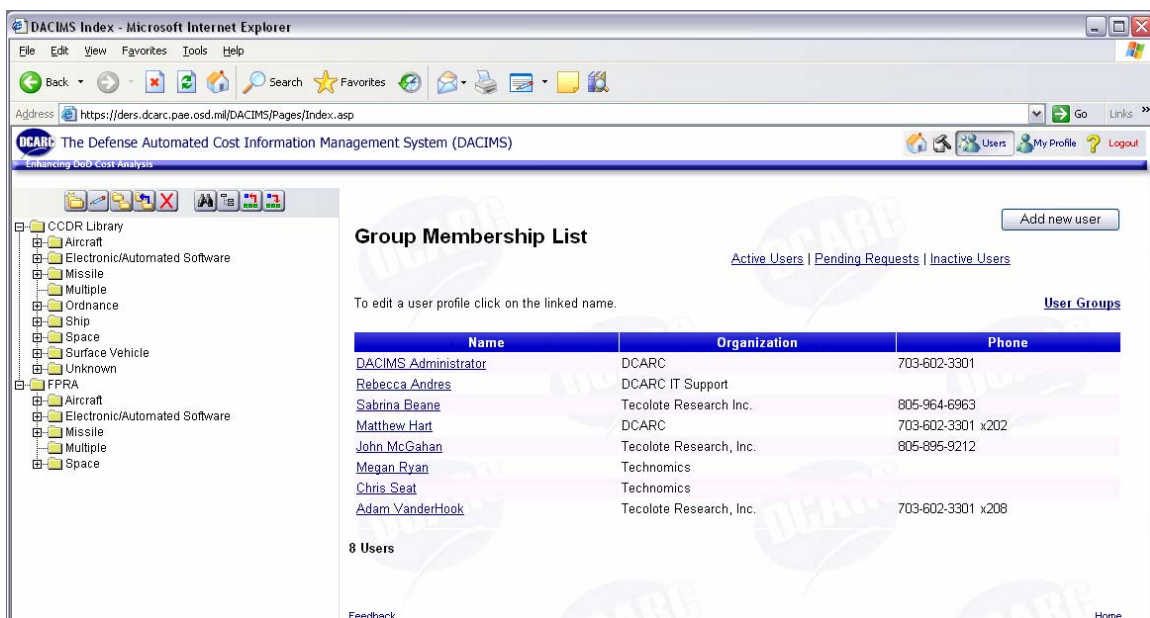 DACIMS Index - Microsoft Internet Explorer
File Edit View Favorites Tools Help
Back Search Favorites
Address https://ders.dcarc.pae.osd.mil/DACIMS/Pages/Index.asp Go Links »
DCARC The Defense Automated Cost Information Management System (DACIMS) Users My Profile ? Logout
Enhancing DoD Cost Analysis
CCDR Library
Aircraft
Electronic/Automated Software
Missile
Multiple
Ordnance
Ship
Space
Surface Vehicle
Unknown
FPRA
Aircraft
Electronic/Automated Software
Missile
Multiple
Space
Add new user
Group Membership List
Active Users | Pending Requests | Inactive Users
To edit a user profile click on the linked name. User Groups
Name Organization Phone
DACIMS Administrator DCARC 703-602-3301
Rebecca Andres DCARC IT Support
Sabrina Beane Tecolote Research Inc. 805-964-6963
Matthew Hart DCARC 703-602-3301 x202
John McGahan Tecolote Research, Inc. 805-895-9212
Megan Ryan Technomics
Chris Seat Technomics
Adam VanderHook Tecolote Research, Inc. 703-602-3301 x208
8 Users
Feedback Home